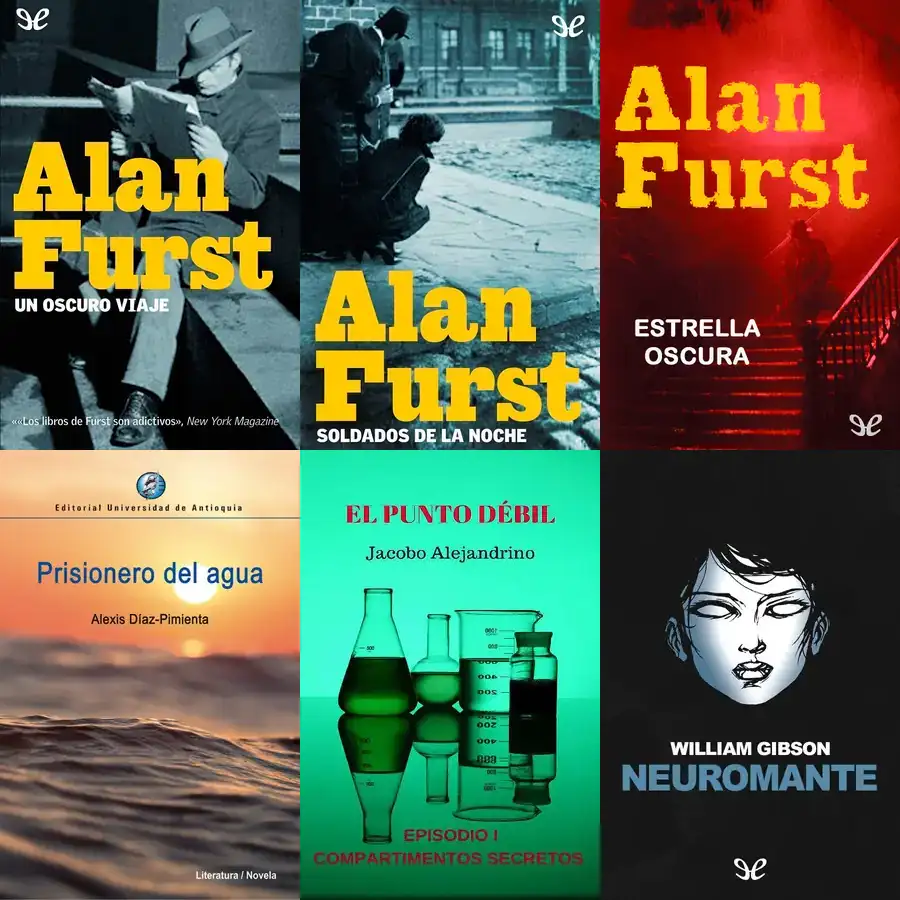 Alan
Furst
UN OSCURO VIAJE
««Los libros de Furst son adictivos», New York Magazine
Alan
Furst
SOLDADOS DE LA NOCHE
Alan
Furst
ESTRELLA
OSCURA
Editorial Universidad de Antioquia
Prisionero del agua
Alexis Díaz-Pimienta
Literatura / Novela
EL PUNTO DÉBIL
Jacobo Alejandrino
EPISODIO I
COMPARTIMENTOS SECRETOS
WILLIAM GIBSON
NEUROMANTE